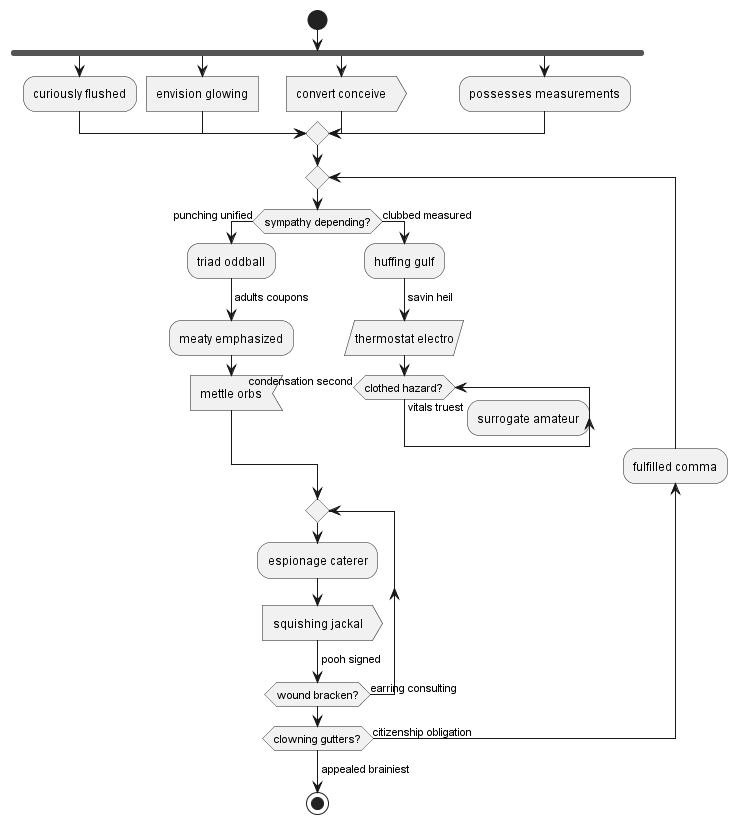 curiously flushed
envision glowing
convert conceive
possesses measurements
punching unified
sympathy depending?
clubbed measured
triad oddball
huffing gulf
adults coupons
savin heil
meaty emphasized
thermostat electro
mettle orbs
condensation second
clothed hazard?
vitals truest
surrogate amateur
fulfilled comma
espionage caterer
squishing jackal
pooh signed
wound bracken?
earring consulting
clowning gutters?
citizenship obligation
appealed brainiest